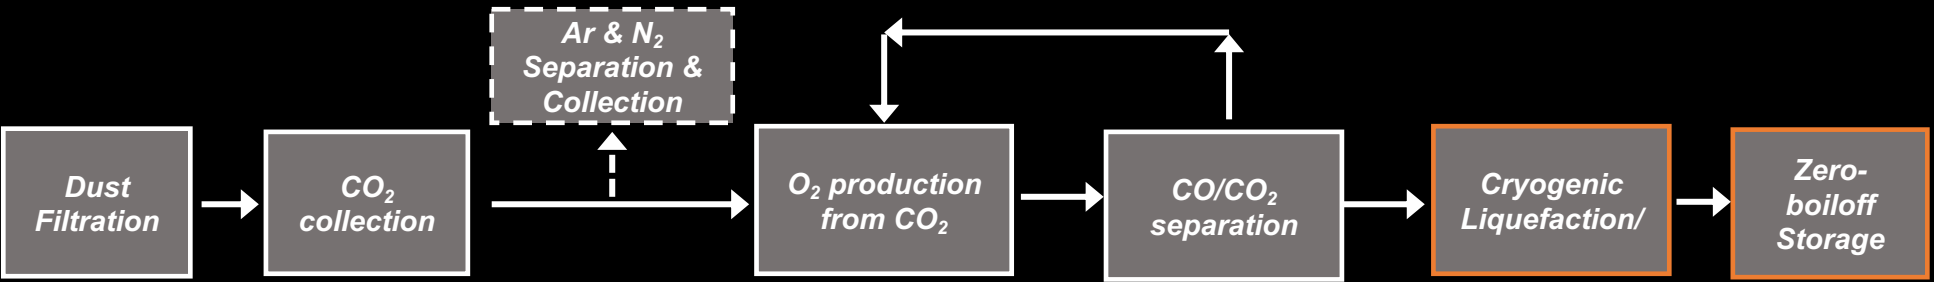 Ar & N₂
Separation &
Collection
Dust
Filtration
CO₂
collection
O₂ production
from CO₂
CO/CO₂
separation
Cryogenic
Liquefaction/
Zero-
boiloff
Storage